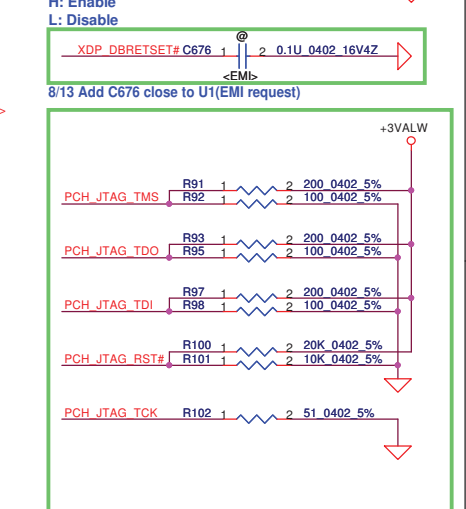 H: Enable
L: Disable
@
XDP_DBRETSET# C676 1 2 0.1U_0402_16V4Z
<EMI>
8/13 Add C676 close to U1(EMI request)
+3VALW
R91 1 2 200_0402_5%
PCH_JTAG_TMS R92 1 2 100_0402_5%
R93 1 2 200_0402_5%
PCH_JTAG_TDO R95 1 2 100_0402_5%
R97 1 2 200_0402_5%
PCH_JTAG_TDI R98 1 2 100_0402_5%
R100 1 2 20K_0402_5%
PCH_JTAG_RST# R101 1 2 10K_0402_5%
PCH_JTAG_TCK R102 1 2 51_0402_5%